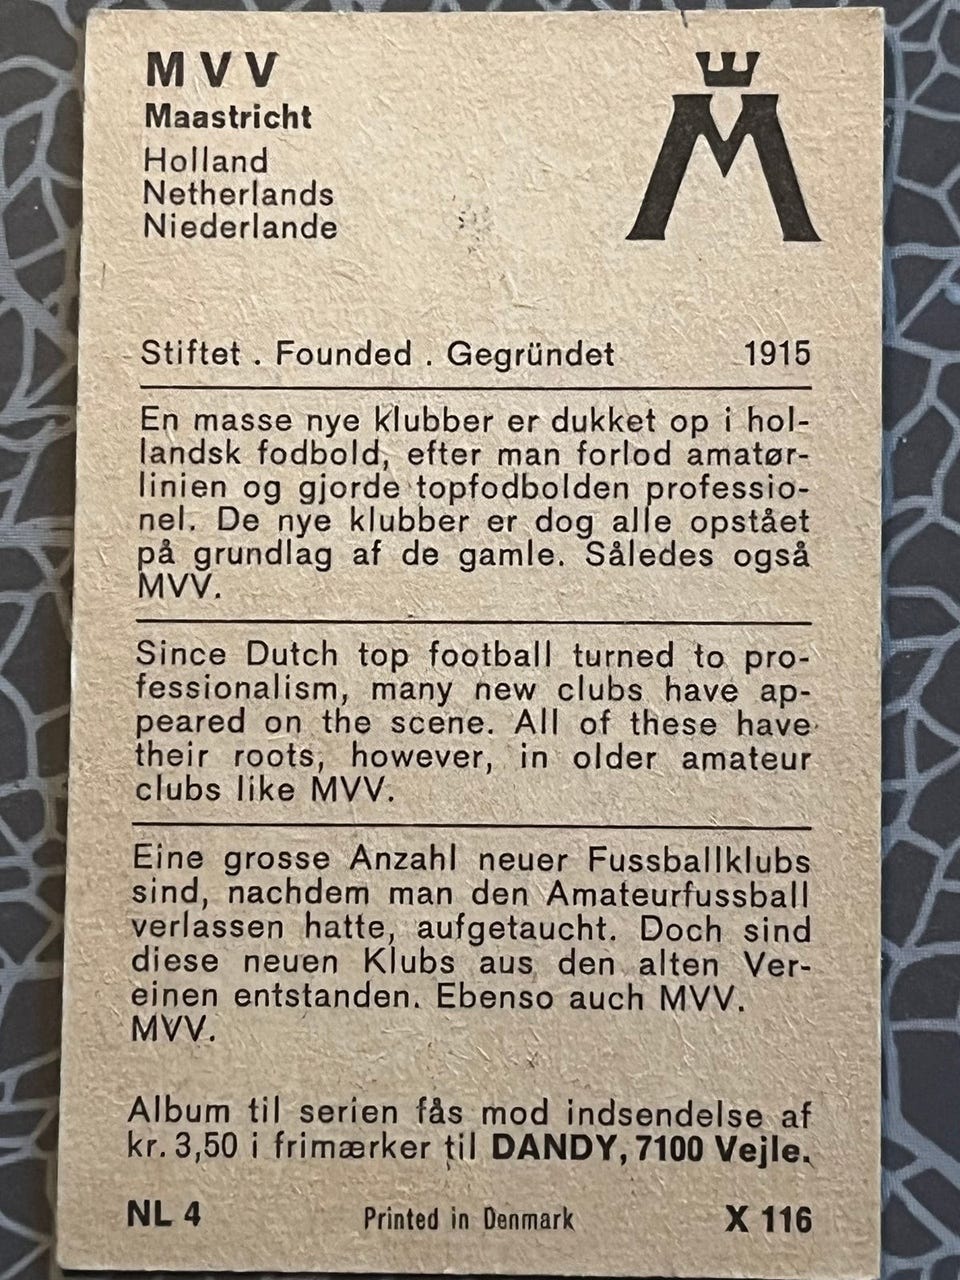 MVV
Maastricht
Holland
Netherlands
Niederlande
M
Stiftet . Founded . Gegründet 1915
En masse nye klubber er dukket op i hol-
landsk fodbold, efter man forlod amatør-
linien og gjorde topfodbolden professio-
nel. De nye klubber er dog alle opstået
på grundlag af de gamle. Således også
MVV.
Since Dutch top football turned to pro-
fessionalism, many new clubs have ap-
peared on the scene. All of these have
their roots, however, in older amateur
clubs like MVV.
Eine grosse Anzahl neuer Fussballklubs
sind, nachdem man den Amateurfussball
verlassen hatte, aufgetaucht. Doch sind
diese neuen Klubs aus den alten Ver-
einen entstanden. Ebenso auch MVV.
MVV.
Album til serien fås mod indsendelse af
kr. 3,50 i frimærker til DANDY, 7100 Vejle.
NL 4 Printed in Denmark X 116